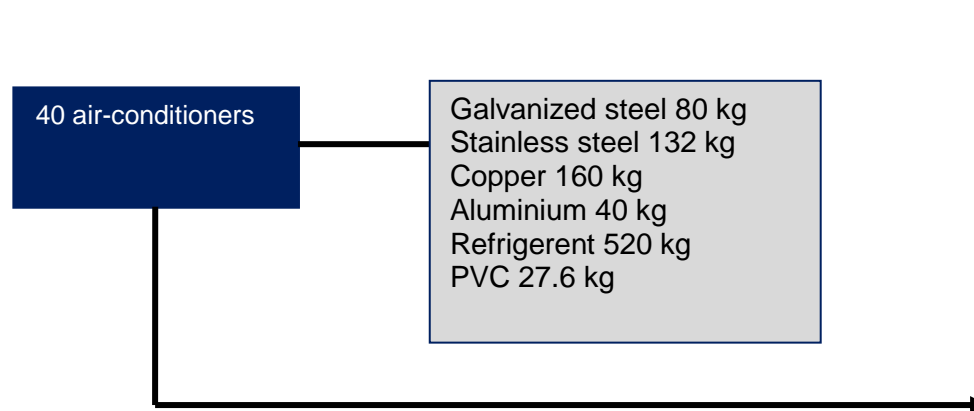 40 air-conditioners
Galvanized steel 80 kg
Stainless steel 132 kg
Copper 160 kg
Aluminium 40 kg
Refrigerent 520 kg
PVC 27.6 kg